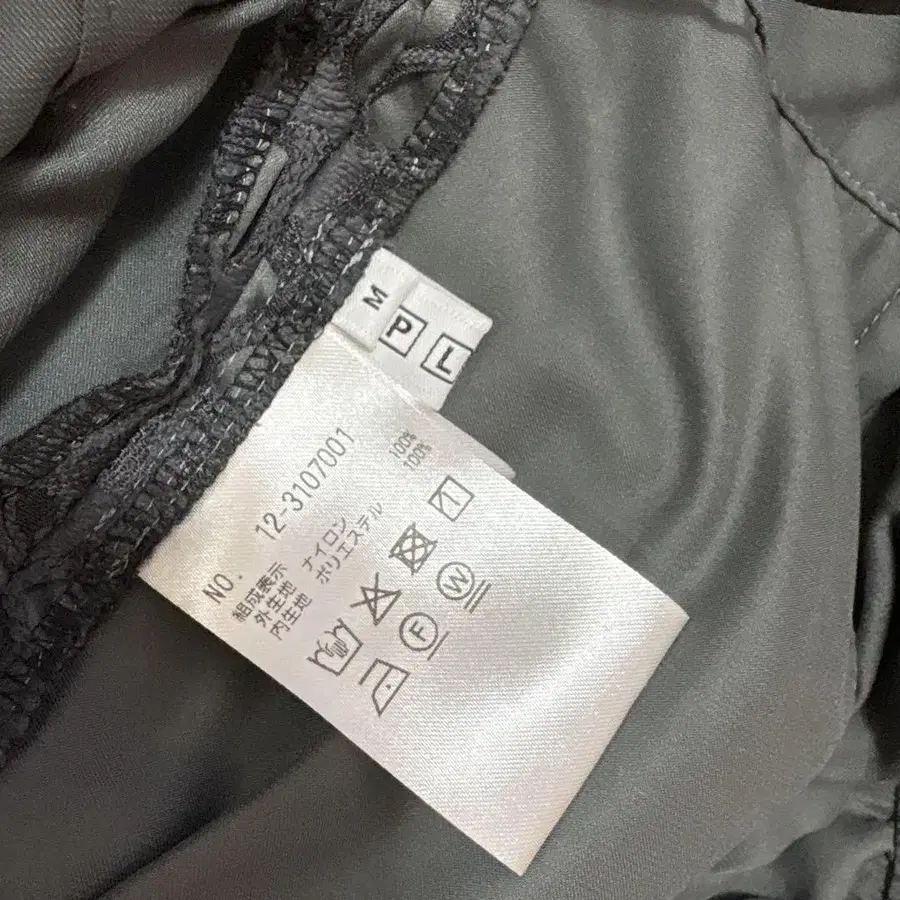 M
P
L
NO. 12-3107001
組成表示
外生地 ナイロン 100%
内生地 ポリエステル 100%
F
W